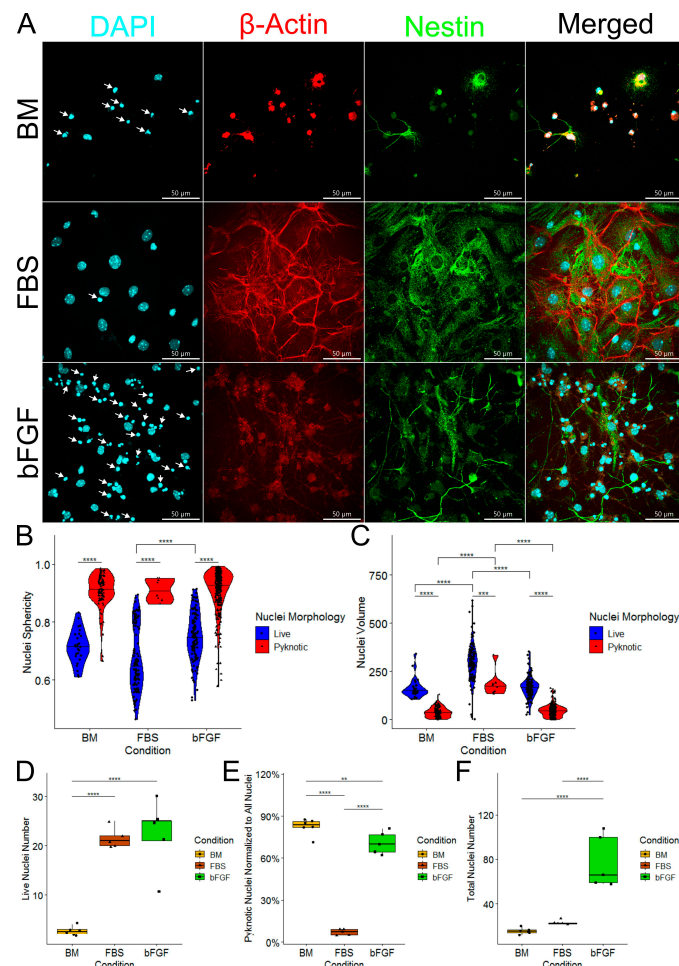 A DAPI β-Actin Nestin Merged
BM
50 µm 50 µm 50 µm 50 µm
FBS
50 µm 50 µm 50 µm 50 µm
bFGF
50 µm 50 µm 50 µm 50 µm
B
****
**** **** ****
1.0
0.8
0.6
Nuclei Sphericity
BM FBS bFGF
Condition
Nuclei Morphology
Live
Pyknotic
C
****
**** ****
**** ****
**** *** ****
750
500
250
0
Nuclei Volume
BM FBS bFGF
Condition
Nuclei Morphology
Live
Pyknotic
D
****
****
30
20
10
Live Nuclei Number
BM FBS bFGF
Condition
Condition
BM
FBS
bFGF
E
**
****
****
120%
80%
40%
0%
Pyknotic Nuclei Normalized to All Nuclei
BM FBS bFGF
Condition
Condition
BM
FBS
bFGF
F
****
****
120
80
40
Total Nuclei Number
BM FBS bFGF
Condition
Condition
BM
FBS
bFGF